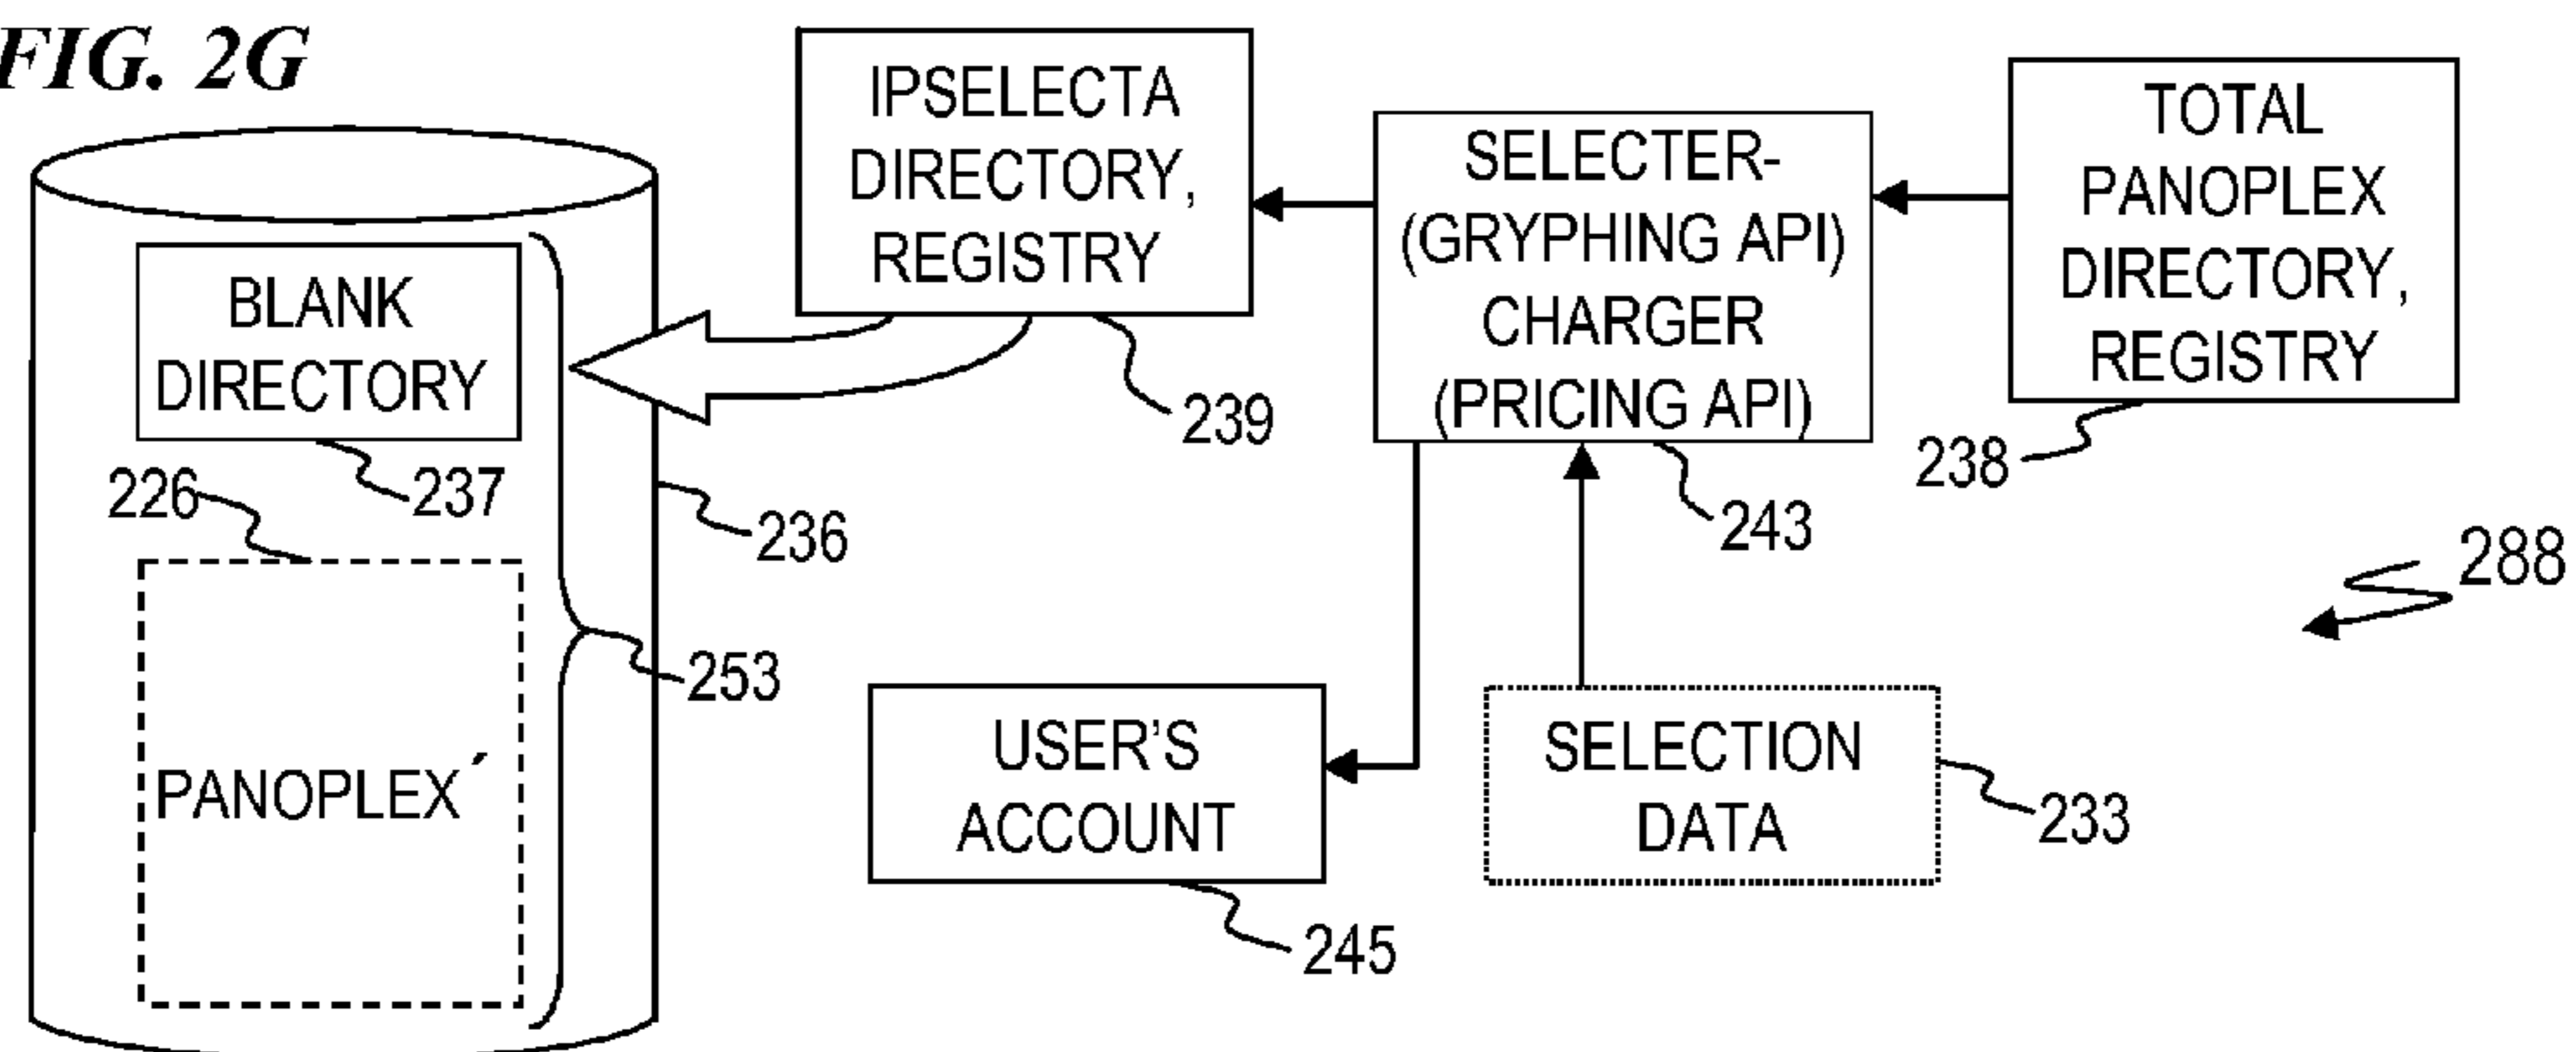 FIG. 2G
IPSELECTA
DIRECTORY,
REGISTRY
239
SELECTER-
(GRYPHING API)
CHARGER
(PRICING API)
243
TOTAL
PANOPLEX
DIRECTORY,
REGISTRY
238
BLANK
DIRECTORY
237
226
236
253
PANOPLEX´
USER’S
ACCOUNT
245
SELECTION
DATA
233
288